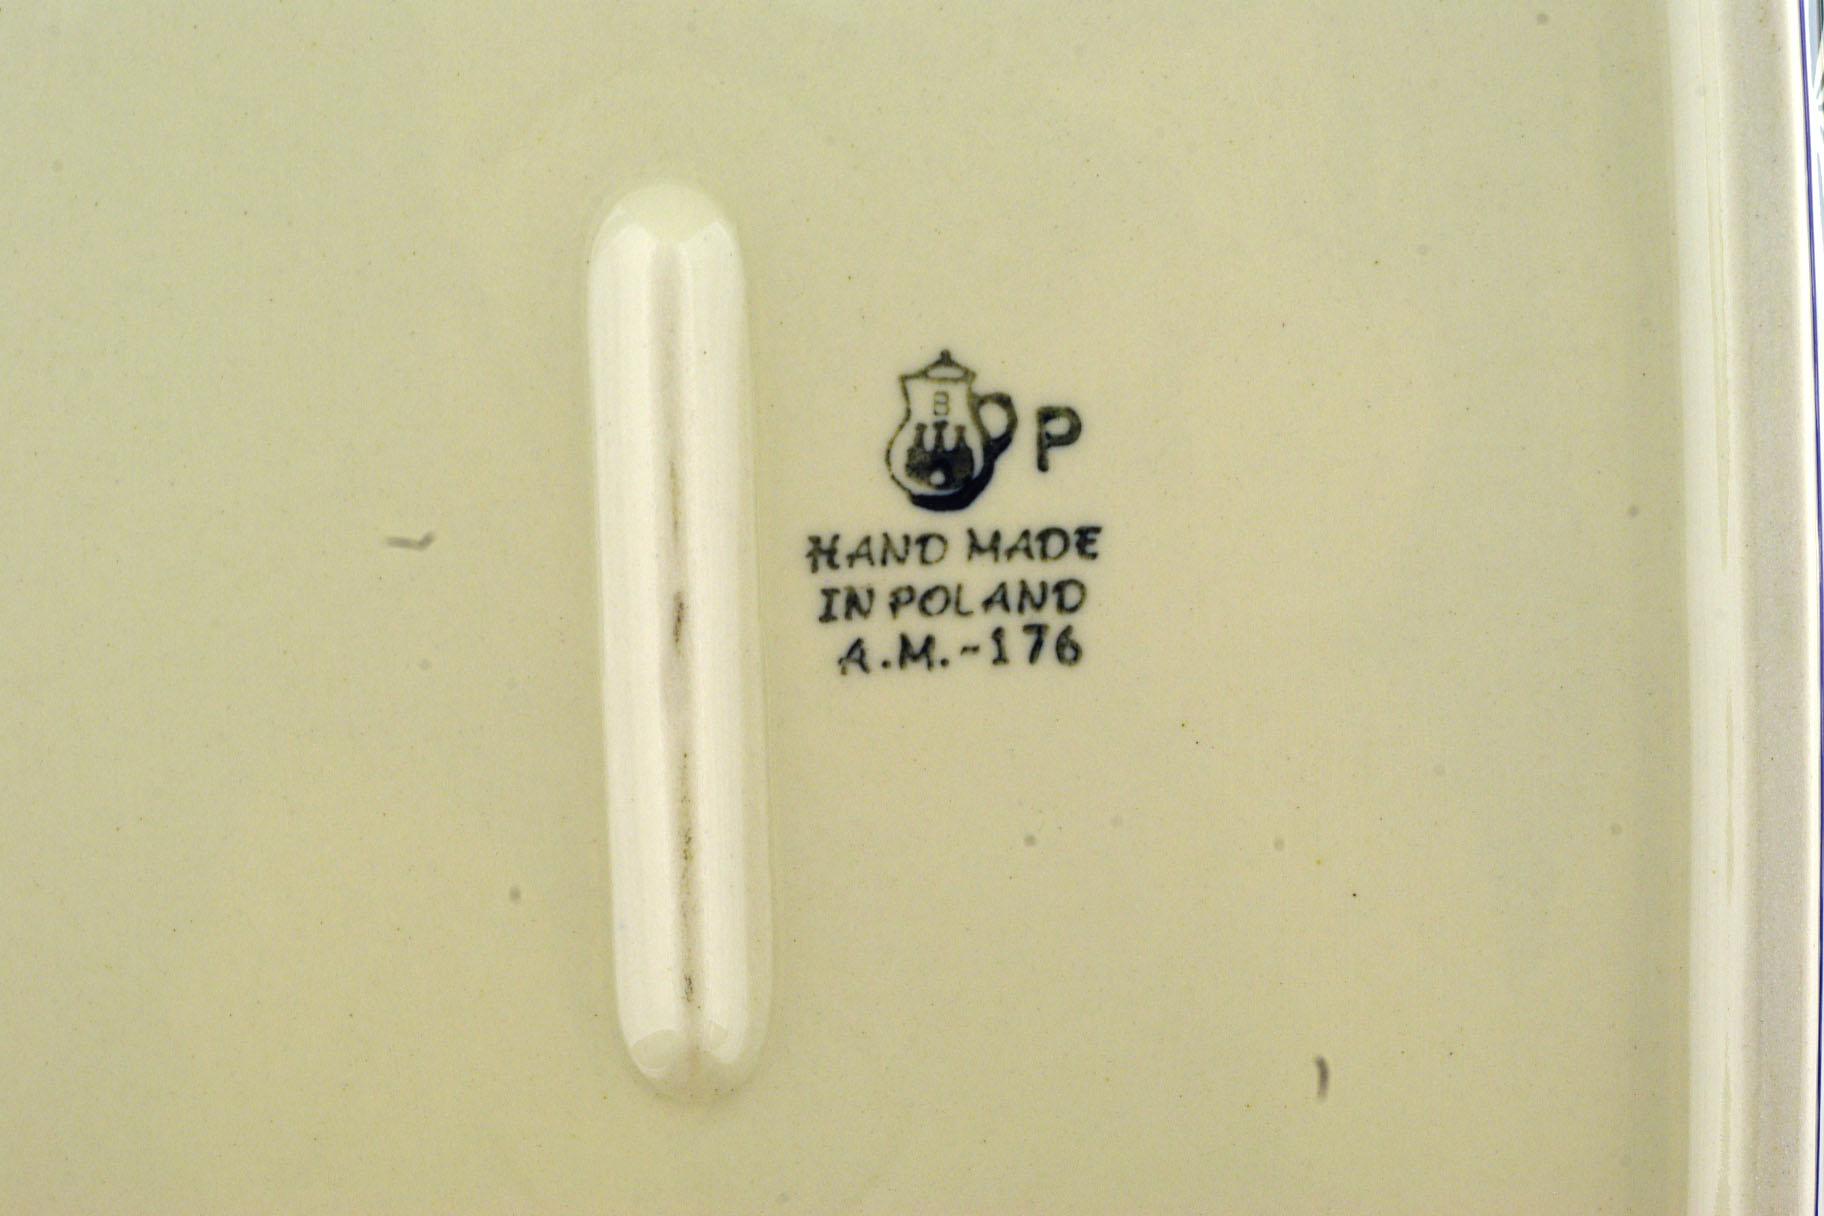 B P
HAND MADE
IN POLAND
A.M.-176